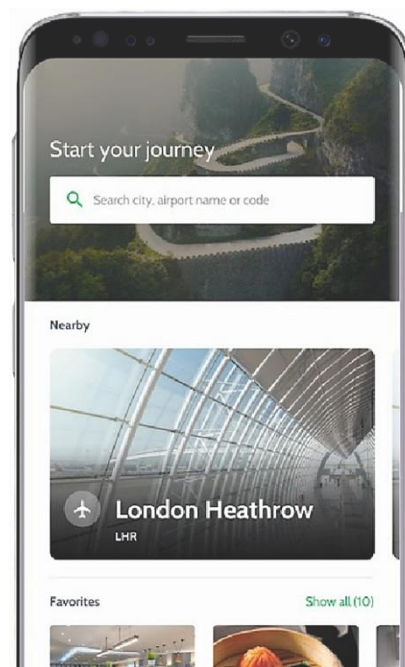 Start your journey
Search city, airport name or code
Nearby
London Heathrow
LHR
Favorites
Show all (10)